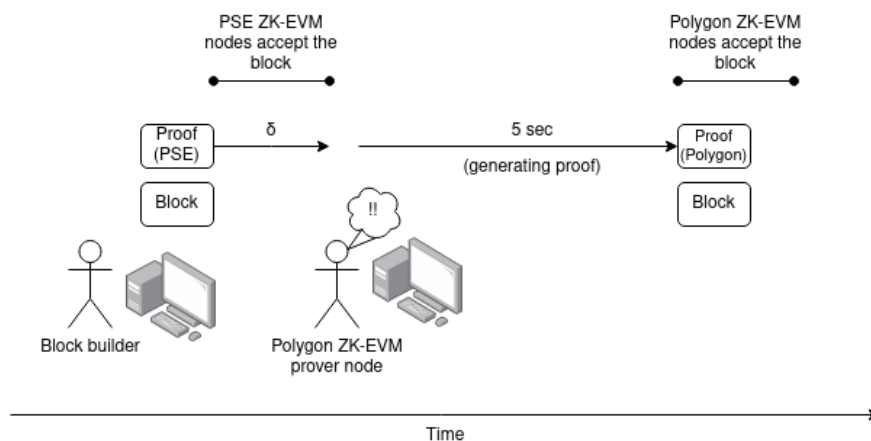 PSE ZK-EVM
nodes accept the
block
Polygon ZK-EVM
nodes accept the
block
Proof
(PSE)
δ
5 sec
(generating proof)
Proof
(Polygon)
Block
Block
!!
Block builder
Polygon ZK-EVM
prover node
Time